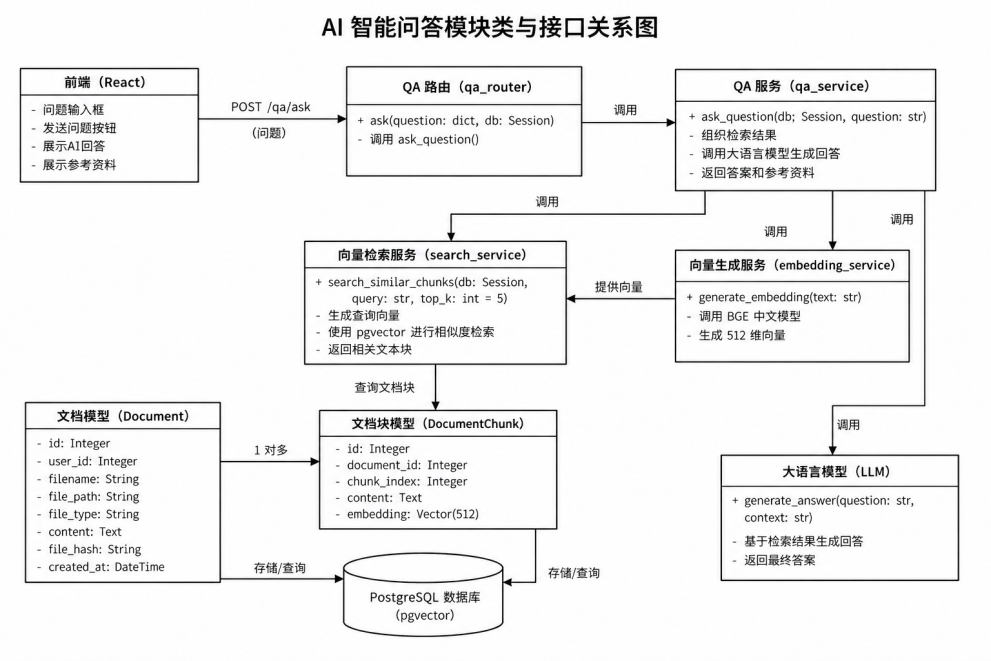 AI 智能问答模块类与接口关系图
前端（React）
- 问题输入框
- 发送问题按钮
- 展示AI回答
- 展示参考资料
POST /qa/ask
（问题）
QA 路由（qa_router）
+ ask(question: dict, db: Session)
- 调用 ask_question()
调用
QA 服务（qa_service）
+ ask_question(db; Session, question: str)
- 组织检索结果
- 调用大语言模型生成回答
- 返回答案和参考资料
调用
调用
调用
向量检索服务（search_service）
+ search_similar_chunks(db: Session,
query: str, top_k: int = 5)
- 生成查询向量
- 使用 pgvector 进行相似度检索
- 返回相关文本块
提供向量
向量生成服务（embedding_service）
+ generate_embedding(text: str)
- 调用 BGE 中文模型
- 生成 512 维向量
查询文档块
文档模型（Document）
- id: Integer
- user_id: Integer
- filename: String
- file_path: String
- file_type: String
- content: Text
- file_hash: String
- created_at: DateTime
1 对多
文档块模型（DocumentChunk）
- id: Integer
- document_id: Integer
- chunk_index: Integer
- content: Text
- embedding: Vector(512)
调用
大语言模型（LLM）
+ generate_answer(question: str,
context: str)
- 基于检索结果生成回答
- 返回最终答案
存储/查询
存储/查询
PostgreSQL 数据库
（pgvector）